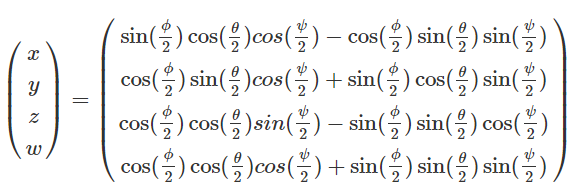 x = sin(ϕ/2) cos(θ/2)cos(ψ/2) − cos(ϕ/2) sin(θ/2) sin(ψ/2)
y = cos(ϕ/2) sin(θ/2)cos(ψ/2) + sin(ϕ/2) cos(θ/2) sin(ψ/2)
z = cos(ϕ/2) cos(θ/2)sin(ψ/2) − sin(ϕ/2) sin(θ/2) cos(ψ/2)
w = cos(ϕ/2) cos(θ/2)cos(ψ/2) + sin(ϕ/2) sin(θ/2) sin(ψ/2)